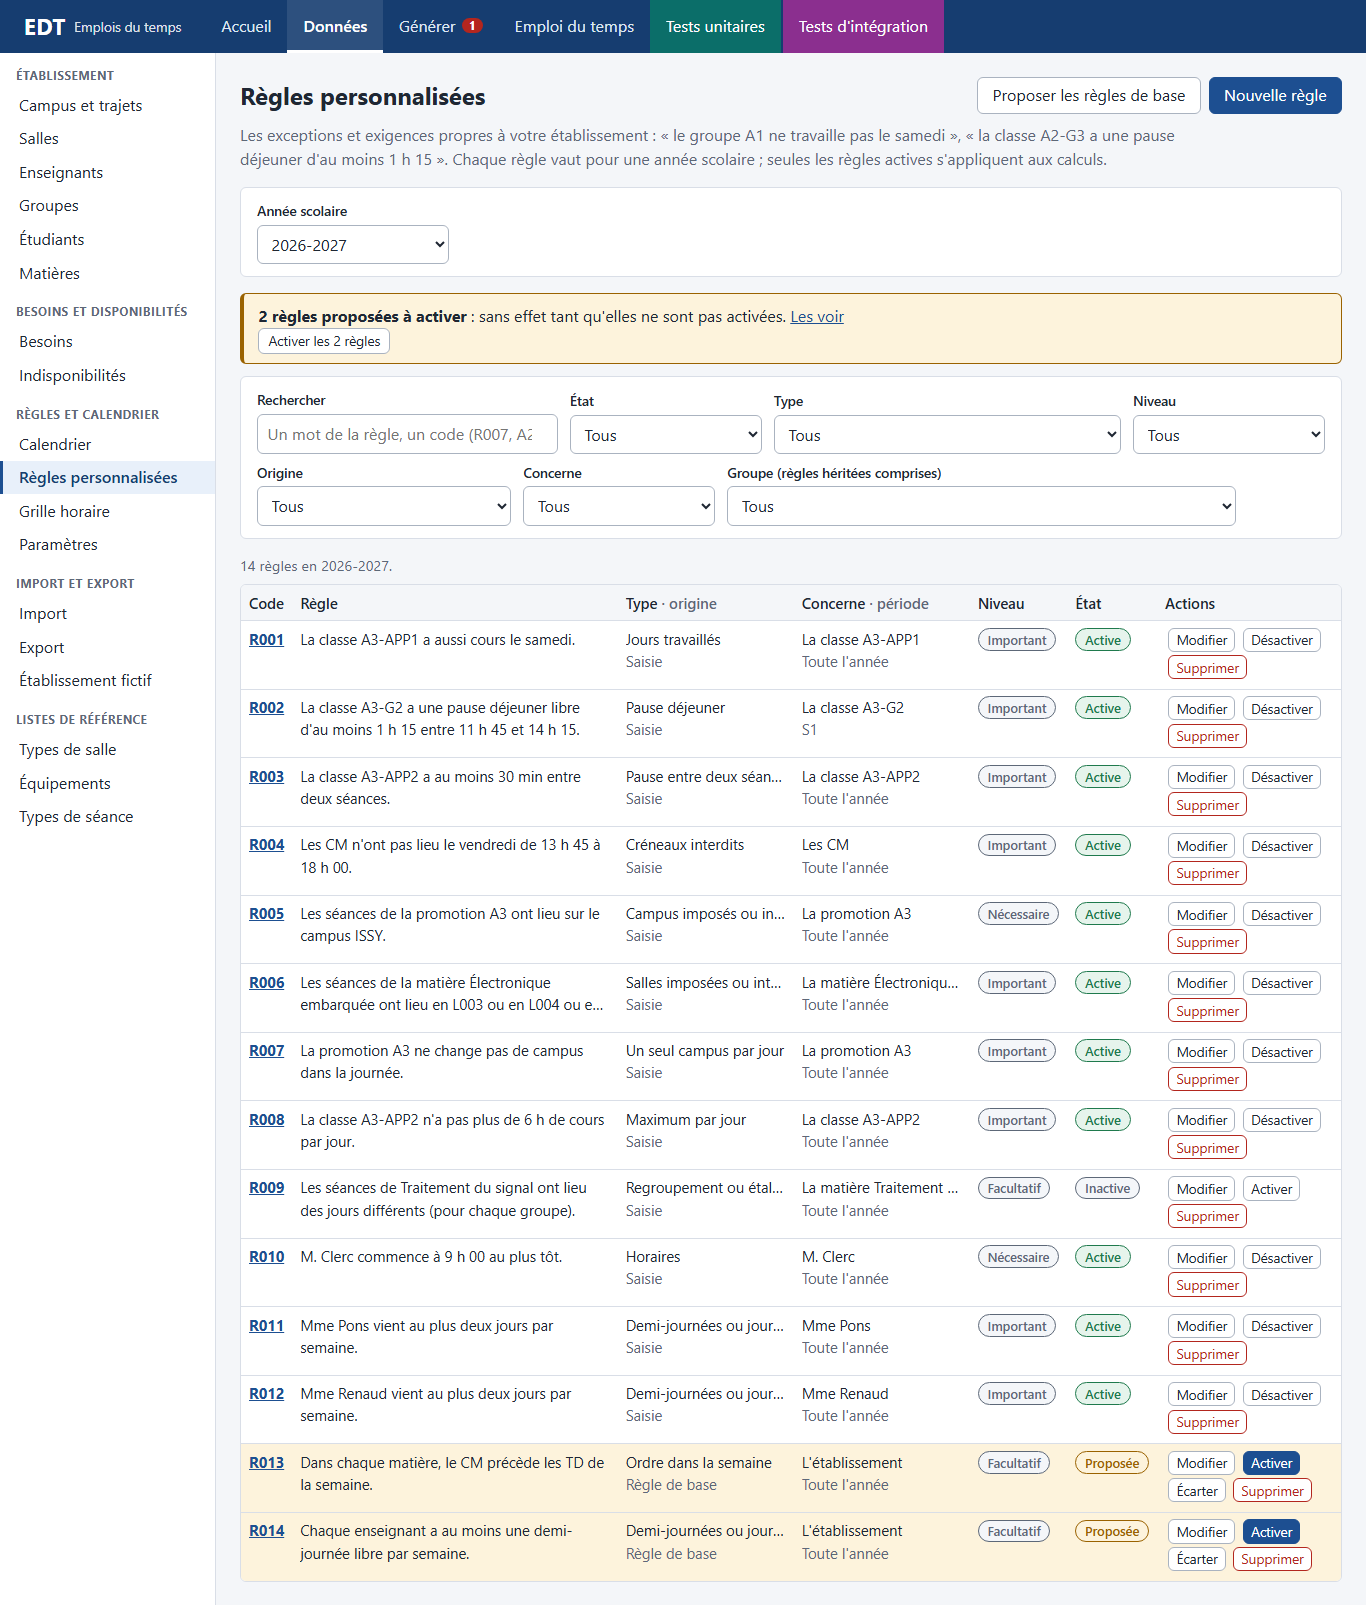 EDT Emplois du temps Accueil Données Générer 1 Emploi du temps Tests unitaires Tests d'intégration
ÉTABLISSEMENT
Campus et trajets
Salles
Enseignants
Groupes
Étudiants
Matières
BESOINS ET DISPONIBILITÉS
Besoins
Indisponibilités
RÈGLES ET CALENDRIER
Calendrier
Règles personnalisées
Grille horaire
Paramètres
IMPORT ET EXPORT
Import
Export
Établissement fictif
LISTES DE RÉFÉRENCE
Types de salle
Équipements
Types de séance
Règles personnalisées
Proposer les règles de base Nouvelle règle
Les exceptions et exigences propres à votre établissement : « le groupe A1 ne travaille pas le samedi », « la classe A2-G3 a une pause
déjeuner d'au moins 1 h 15 ». Chaque règle vaut pour une année scolaire ; seules les règles actives s'appliquent aux calculs.
Année scolaire
2026-2027
2 règles proposées à activer : sans effet tant qu'elles ne sont pas activées. Les voir
Activer les 2 règles
Rechercher État Type Niveau
Un mot de la règle, un code (R007, A2 Tous Tous Tous
Origine Concerne Groupe (règles héritées comprises)
Tous Tous Tous
14 règles en 2026-2027.
Code Règle Type · origine Concerne · période Niveau État Actions
R001 La classe A3-APP1 a aussi cours le samedi. Jours travaillés La classe A3-APP1 Important Active Modifier Désactiver
Saisie Toute l'année Supprimer
R002 La classe A3-G2 a une pause déjeuner libre Pause déjeuner La classe A3-G2 Important Active Modifier Désactiver
d'au moins 1 h 15 entre 11 h 45 et 14 h 15. Saisie S1 Supprimer
R003 La classe A3-APP2 a au moins 30 min entre Pause entre deux séan... La classe A3-APP2 Important Active Modifier Désactiver
deux séances. Saisie Toute l'année Supprimer
R004 Les CM n'ont pas lieu le vendredi de 13 h 45 à Créneaux interdits Les CM Important Active Modifier Désactiver
18 h 00. Saisie Toute l'année Supprimer
R005 Les séances de la promotion A3 ont lieu sur le Campus imposés ou in... La promotion A3 Nécessaire Active Modifier Désactiver
campus ISSY. Saisie Toute l'année Supprimer
R006 Les séances de la matière Électronique Salles imposées ou int... La matière Électroniqu... Important Active Modifier Désactiver
embarquée ont lieu en L003 ou en L004 ou e... Saisie Toute l'année Supprimer
R007 La promotion A3 ne change pas de campus Un seul campus par jour La promotion A3 Important Active Modifier Désactiver
dans la journée. Saisie Toute l'année Supprimer
R008 La classe A3-APP2 n'a pas plus de 6 h de cours Maximum par jour La classe A3-APP2 Important Active Modifier Désactiver
par jour. Saisie Toute l'année Supprimer
R009 Les séances de Traitement du signal ont lieu Regroupement ou étal... La matière Traitement ... Facultatif Inactive Modifier Activer
des jours différents (pour chaque groupe). Saisie Toute l'année Supprimer
R010 M. Clerc commence à 9 h 00 au plus tôt. Horaires M. Clerc Nécessaire Active Modifier Désactiver
Saisie Toute l'année Supprimer
R011 Mme Pons vient au plus deux jours par Demi-journées ou jour... Mme Pons Important Active Modifier Désactiver
semaine. Saisie Toute l'année Supprimer
R012 Mme Renaud vient au plus deux jours par Demi-journées ou jour... Mme Renaud Important Active Modifier Désactiver
semaine. Saisie Toute l'année Supprimer
R013 Dans chaque matière, le CM précède les TD de Ordre dans la semaine L'établissement Facultatif Proposée Modifier Activer
la semaine. Règle de base Toute l'année Écarter Supprimer
R014 Chaque enseignant a au moins une demi- Demi-journées ou jour... L'établissement Facultatif Proposée Modifier Activer
journée libre par semaine. Règle de base Toute l'année Écarter Supprimer